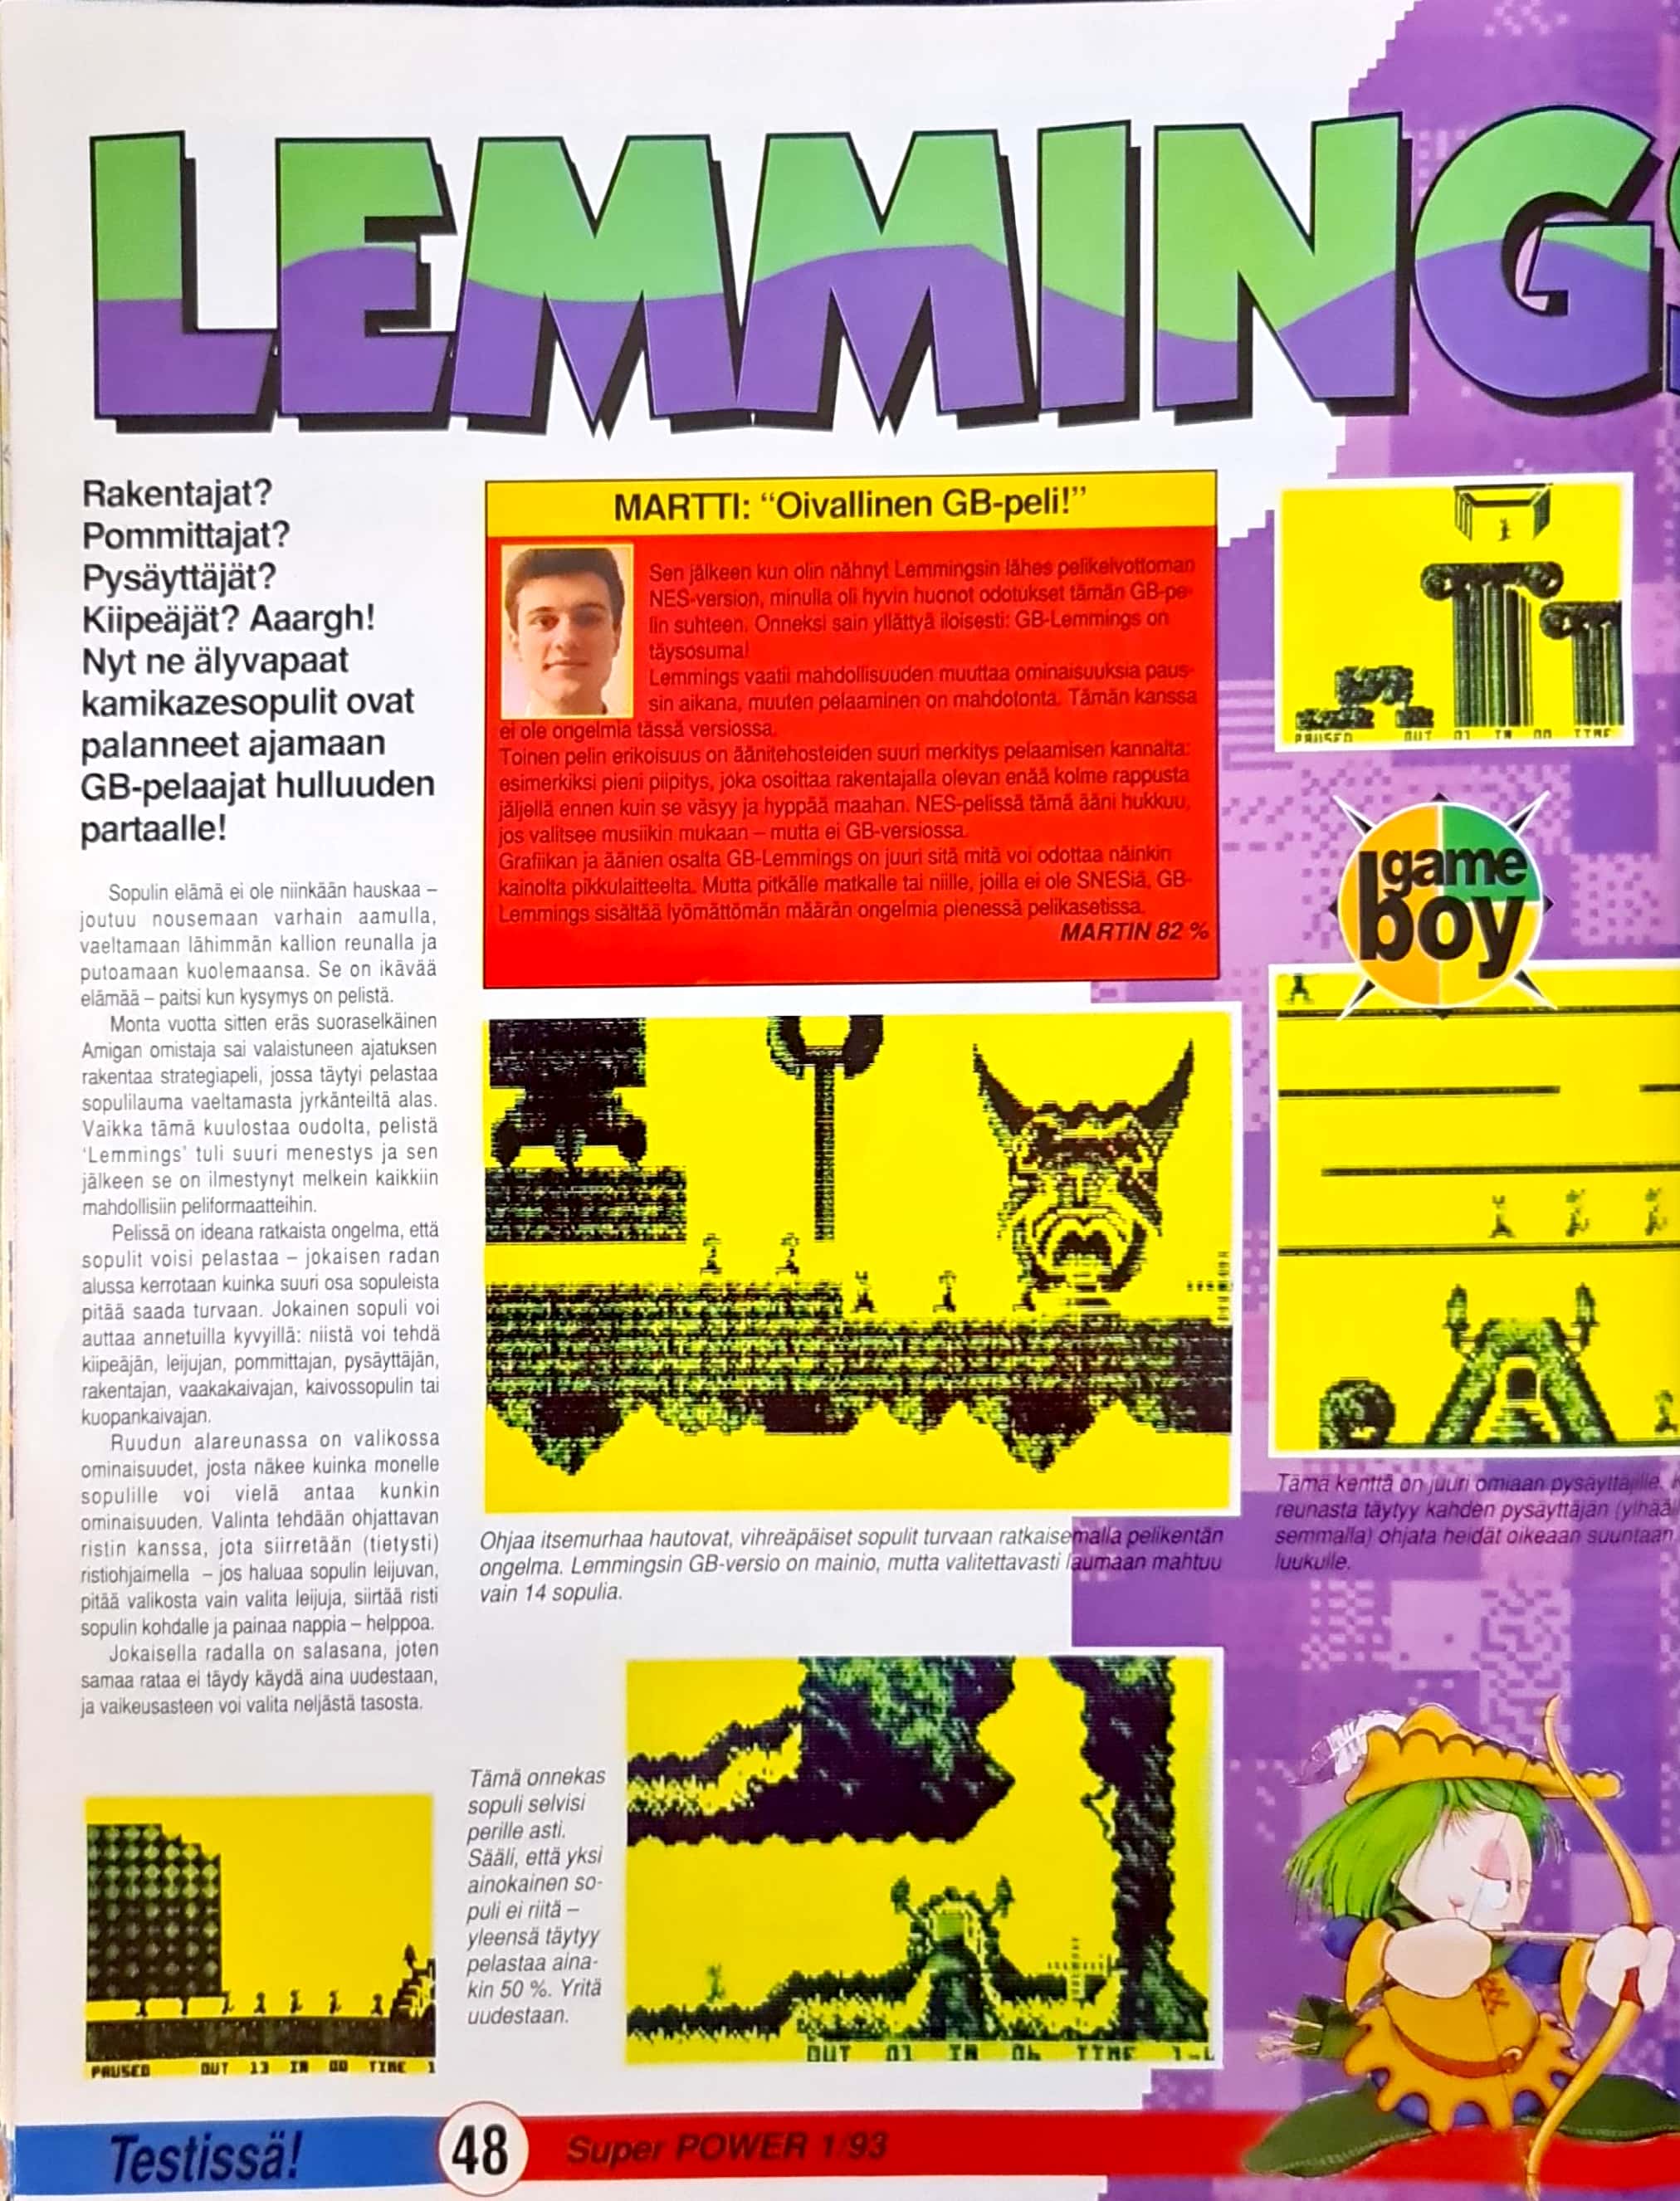 LEMMINGS
Rakentajat?
Pommittajat?
Pysäyttäjät?
Kiipeäjät? Aaargh!
Nyt ne älyvapaat
kamikazesopulit ovat
palanneet ajamaan
GB-pelaajat hulluuden
partaalle!
Sopulin elämä ei ole niinkään hauskaa –
joutuu nousemaan varhain aamulla,
vaeltamaan lähimmän kallion reunalla ja
putoamaan kuolemaansa. Se on ikävää
elämää – paitsi kun kysymys on pelistä.
Monta vuotta sitten eräs suoraselkäinen
Amigan omistaja sai valaistuneen ajatuksen
rakentaa strategiapeli, jossa täytyi pelastaa
sopulilauma vaeltamasta jyrkänteiltä alas.
Vaikka tämä kuulostaa oudolta, pelistä
'Lemmings' tuli suuri menestys ja sen
jälkeen se on ilmestynyt melkein kaikkiin
mahdollisiin peliformaatteihin.
Pelissä on ideana ratkaista ongelma, että
sopulit voisi pelastaa – jokaisen radan
alussa kerrotaan kuinka suuri osa sopuleista
pitää saada turvaan. Jokainen sopuli voi
auttaa annetuilla kyvyillä: niistä voi tehdä
kiipeäjän, leijujan, pommittajan, pysäyttäjän,
rakentajan, vaakakaivajan, kaivossopulin tai
kuopankaivajan.
Ruudun alareunassa on valikossa
ominaisuudet, josta näkee kuinka monelle
sopulille voi vielä antaa kunkin
ominaisuuden. Valinta tehdään ohjattavan
ristin kanssa, jota siirretään (tietysti)
ristiohjaimella – jos haluaa sopulin leijuvan,
pitää valikosta vain valita leijuja, siirtää risti
sopulin kohdalle ja painaa nappia – helppoa.
Jokaisella radalla on salasana, joten
samaa rataa ei täydy käydä aina uudestaan,
ja vaikeusasteen voi valita neljästä tasosta.
MARTTI: “Oivallinen GB-peli!”
Sen jälkeen kun olin nähnyt Lemmingsin lähes pelikelvottoman
NES-version, minulla oli hyvin huonot odotukset tämän GB-pe-
lin suhteen. Onneksi sain yllättyä iloisesti: GB-Lemmings on
täysosuma!
Lemmings vaatii mahdollisuuden muuttaa ominaisuuksia paus-
sin aikana, muuten pelaaminen on mahdotonta. Tämän kanssa
ei ole ongelmia tässä versiossa.
Toinen pelin erikoisuus on äänitehosteiden suuri merkitys pelaamisen kannalta:
esimerkiksi pieni piipitys, joka osoittaa rakentajalla olevan enää kolme rappusta
jäljellä ennen kuin se väsyy ja hyppää maahan. NES-pelissä tämä ääni hukkuu,
jos valitsee musiikin mukaan – mutta ei GB-versiossa.
Grafiikan ja äänien osalta GB-Lemmings on juuri sitä mitä voi odottaa näinkin
kainolta pikkulaitteelta. Mutta pitkälle matkalle tai niille, joilla ei ole SNESiä, GB-
Lemmings sisältää lyömättömän määrän ongelmia pienessä pelikasetissa.
MARTIN 82 %
PAUSED OUT 01 IN 00 TIME
game
boy
Ohjaa itsemurhaa hautovat, vihreäpäiset sopulit turvaan ratkaisemalla pelikentän
ongelma. Lemmingsin GB-versio on mainio, mutta valitettavasti laumaan mahtuu
vain 14 sopulia.
Tämä kenttä on juuri omiaan pysäyttäjille.
reunasta täytyy kahden pysäyttäjän (ylhää
semmalla) ohjata heidät oikeaan suuntaan
luukulle.
Tämä onnekas
sopuli selvisi
perille asti.
Sääli, että yksi
ainokainen so-
puli ei riitä –
yleensä täytyy
pelastaa aina-
kin 50 %. Yritä
uudestaan.
PAUSED OUT 13 IN 00 TIME 1
OUT 01 IN 06 TIME 1-
Testissä!
48
Super POWER 1/93